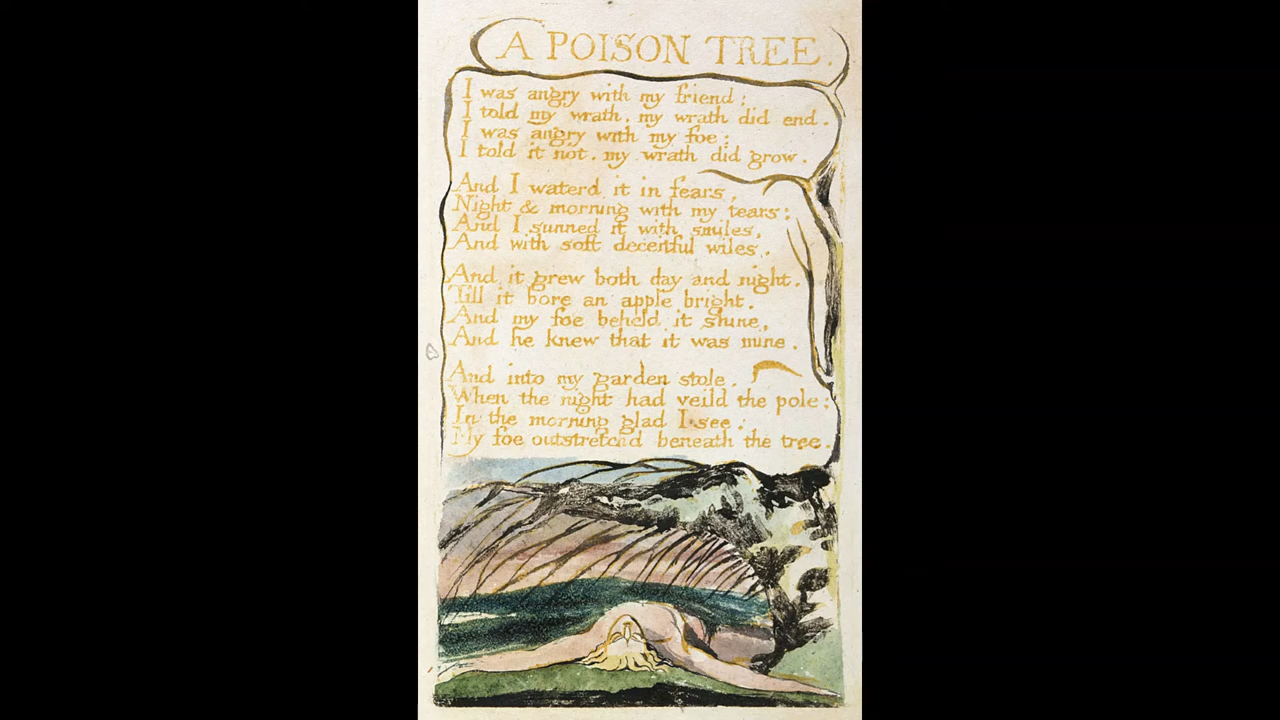 A POISON TREE.
I was angry with my friend;
I told my wrath, my wrath did end.
I was angry with my foe:
I told it not, my wrath did grow.
And I waterd it in fears,
Night & morning with my tears:
And I sunned it with smiles,
And with soft deceitful wiles.
And it grew both day and night.
Till it bore an apple bright.
And my foe beheld it shine,
And he knew that it was mine.
And into my garden stole.
When the night had veild the pole;
In the morning glad I see;
My foe outstretchd beneath the tree.